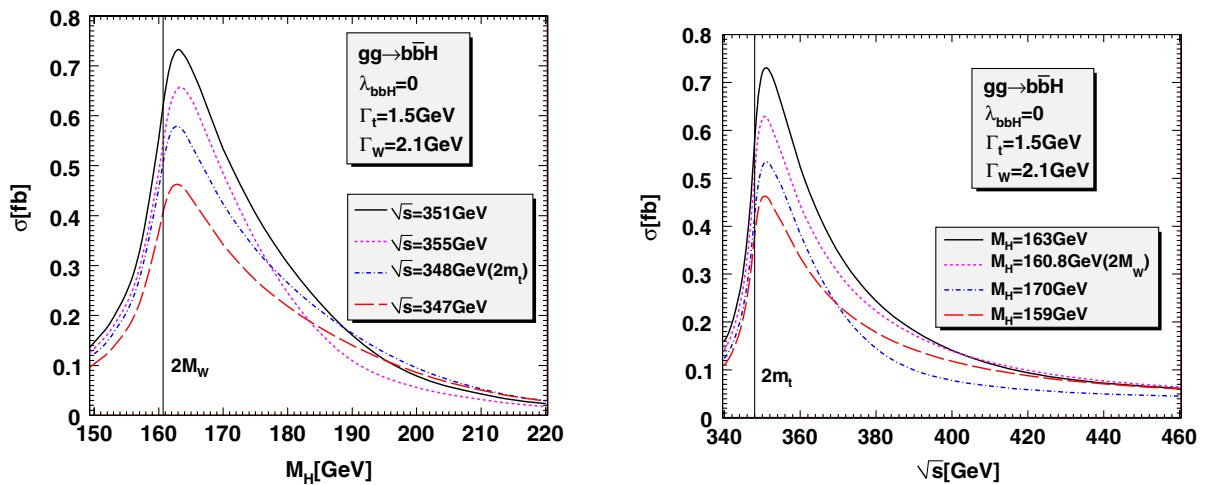 0.8
0.7
0.6
0.5
0.4
0.3
0.2
0.1
0
σ[fb]
gg→bb̄H
λbbH=0
Γt=1.5GeV
ΓW=2.1GeV
√s=351GeV
√s=355GeV
√s=348GeV(2mt)
√s=347GeV
2MW
150 160 170 180 190 200 210 220
MH[GeV]
0.8
0.7
0.6
0.5
0.4
0.3
0.2
0.1
0
σ[fb]
gg→bb̄H
λbbH=0
Γt=1.5GeV
ΓW=2.1GeV
MH=163GeV
MH=160.8GeV(2MW)
MH=170GeV
MH=159GeV
2mt
340 360 380 400 420 440 460
√s[GeV]